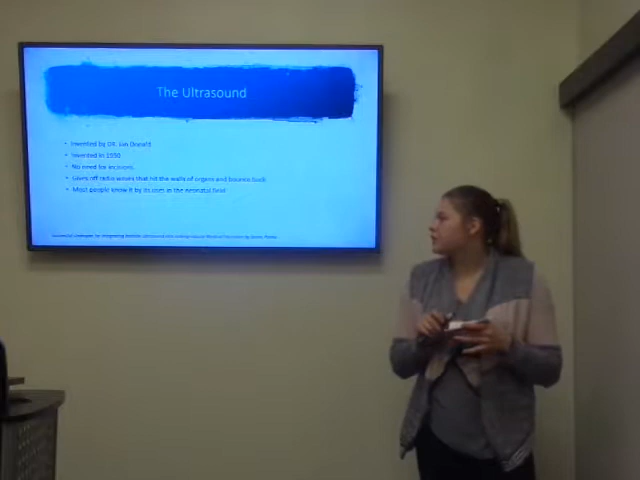 The Ultrasound
• Invented by DR. Ian Donald
• Invented in 1950
• No need for incisions
• Gives off radio waves that hit the walls of organs and bounce back
• Most people know it by its uses in the neonatal field